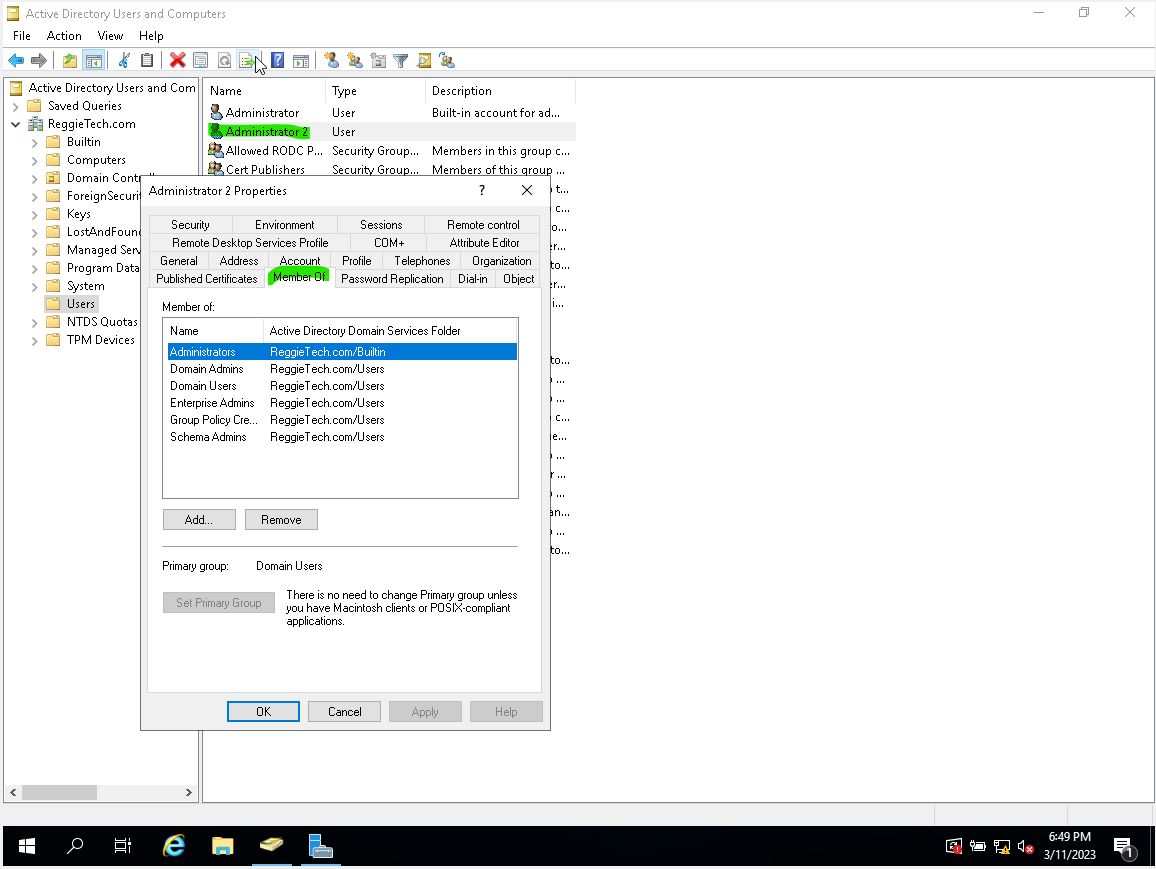 Active Directory Users and Computers
File Action View Help
Active Directory Users and Com
Saved Queries
ReggieTech.com
Builtin
Computers
Domain Contr
ForeignSecurit
Keys
LostAndFoun
Managed Serv
Program Data
System
Users
NTDS Quotas
TPM Devices
Name Type Description
Administrator User Built-in account for ad...
Administrator 2 User
Allowed RODC P... Security Group... Members in this group c...
Cert Publishers Security Group... Members of this group ...
Administrator 2 Properties
Security Environment Sessions Remote control
Remote Desktop Services Profile COM+ Attribute Editor
General Address Account Profile Telephones Organization
Published Certificates Member Of Password Replication Dial-in Object
Member of:
Name Active Directory Domain Services Folder
Administrators ReggieTech.com/Builtin
Domain Admins ReggieTech.com/Users
Domain Users ReggieTech.com/Users
Enterprise Admins ReggieTech.com/Users
Group Policy Cre... ReggieTech.com/Users
Schema Admins ReggieTech.com/Users
Add... Remove
Primary group: Domain Users
Set Primary Group
There is no need to change Primary group unless
you have Macintosh clients or POSIX-compliant
applications.
OK Cancel Apply Help
6:49 PM
3/11/2023
1